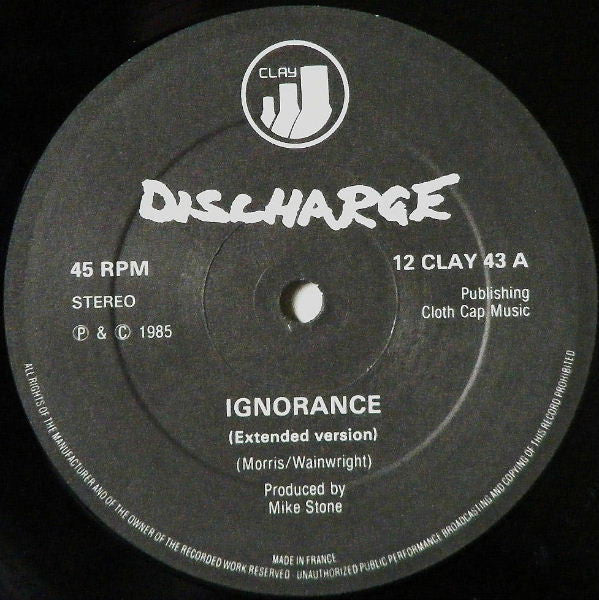 CLAY
DISCHARGE
45 RPM
12 CLAY 43 A
STEREO
Publishing
Cloth Cap Music
Ⓟ & © 1985
IGNORANCE
(Extended version)
(Morris/Wainwright)
Produced by
Mike Stone
MADE IN FRANCE
ALL RIGHTS OF THE MANUFACTURER AND OF THE OWNER OF THE RECORDED WORK RESERVED UNAUTHORIZED PUBLIC PERFORMANCE BROADCASTING AND COPYING OF THIS RECORD PROHIBITED